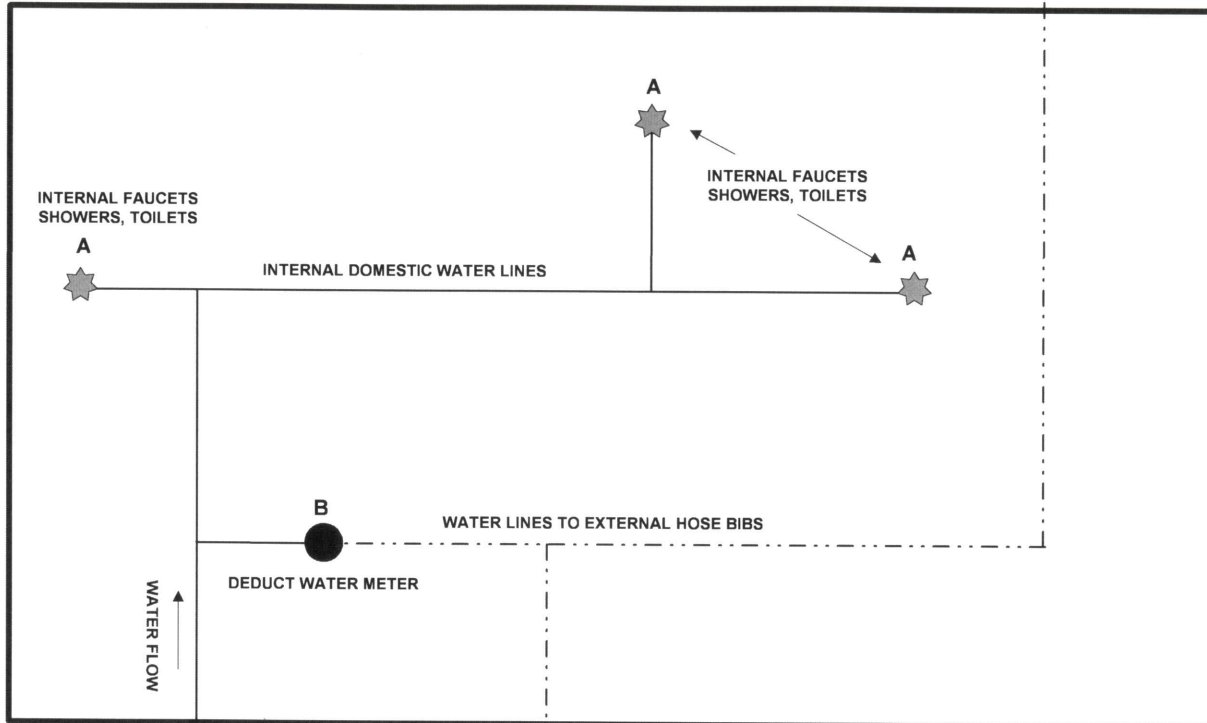 A
INTERNAL FAUCETS
SHOWERS, TOILETS
INTERNAL FAUCETS
SHOWERS, TOILETS
A
A
INTERNAL DOMESTIC WATER LINES
B
WATER LINES TO EXTERNAL HOSE BIBS
DEDUCT WATER METER
WATER FLOW